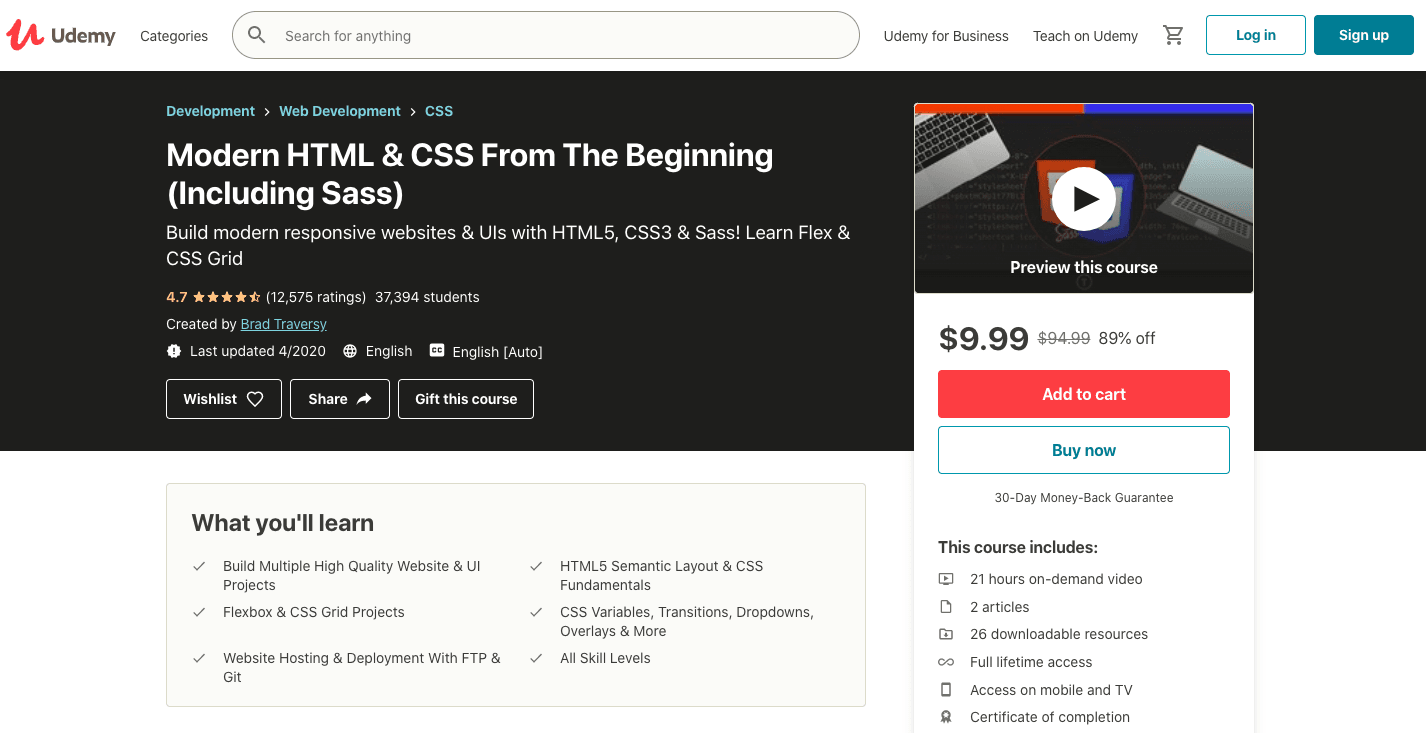 Udemy
Categories
Search for anything
Udemy for Business
Teach on Udemy
Log in
Sign up
Development > Web Development > CSS
Modern HTML & CSS From The Beginning
(Including Sass)
Build modern responsive websites & UIs with HTML5, CSS3 & Sass! Learn Flex &
CSS Grid
4.7 (12,575 ratings) 37,394 students
Created by Brad Traversy
Last updated 4/2020 English CC English [Auto]
Wishlist
Share
Gift this course
Preview this course
$9.99 $94.99 89% off
Add to cart
Buy now
30-Day Money-Back Guarantee
This course includes:
21 hours on-demand video
2 articles
26 downloadable resources
Full lifetime access
Access on mobile and TV
Certificate of completion
What you'll learn
Build Multiple High Quality Website & UI
Projects
HTML5 Semantic Layout & CSS
Fundamentals
Flexbox & CSS Grid Projects
CSS Variables, Transitions, Dropdowns,
Overlays & More
Website Hosting & Deployment With FTP &
Git
All Skill Levels